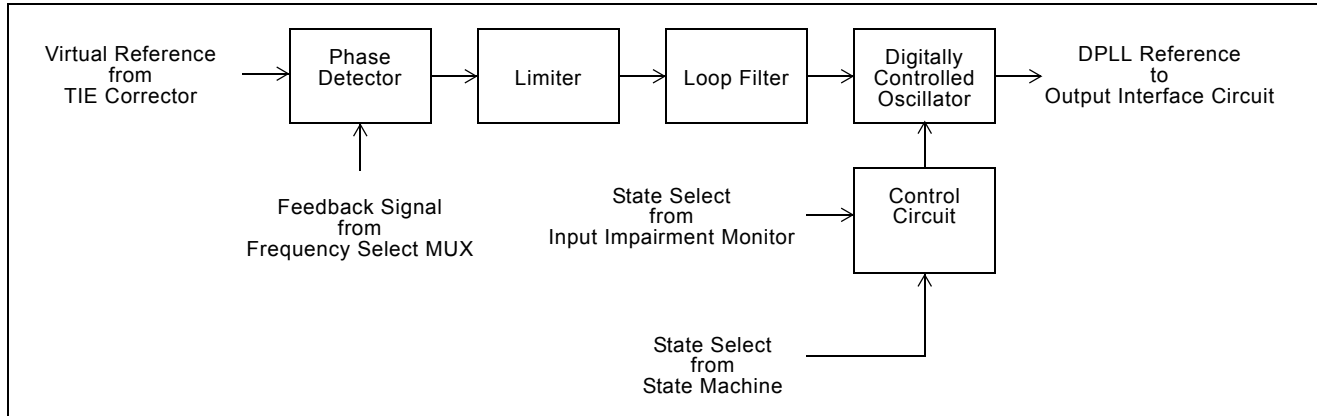 Virtual Reference
from
TIE Corrector
Phase
Detector
Limiter
Loop Filter
Digitally
Controlled
Oscillator
DPLL Reference
to
Output Interface Circuit
Feedback Signal
from
Frequency Select MUX
State Select
from
Input Impairment Monitor
Control
Circuit
State Select
from
State Machine